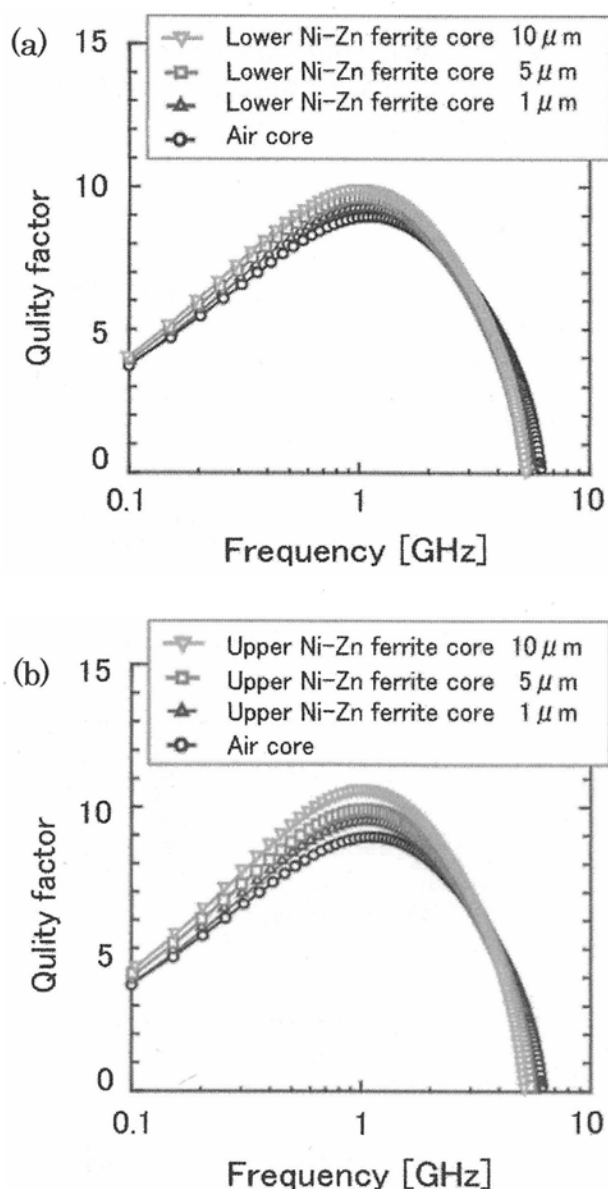 (a)
15
Lower Ni-Zn ferrite core 10 μm
Lower Ni-Zn ferrite core 5 μm
Lower Ni-Zn ferrite core 1 μm
Air core
10
5
0
Qulity factor
0.1 1 10
Frequency [GHz]
(b)
15
Upper Ni-Zn ferrite core 10 μm
Upper Ni-Zn ferrite core 5 μm
Upper Ni-Zn ferrite core 1 μm
Air core
10
5
0
Qulity factor
0.1 1 10
Frequency [GHz]